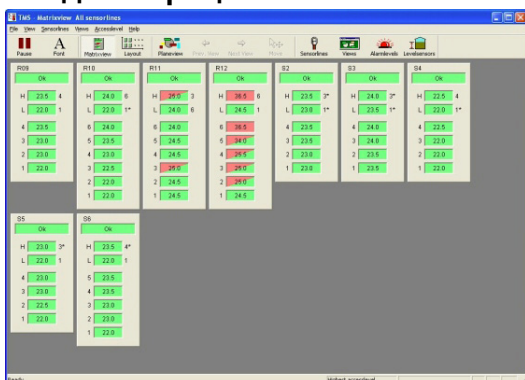 TMS - Matrixview All sensorlines
File View Sensorlines Views Accesslevel Help
Pause Font Matrixview Layout Planeview Prev. View Next View Move Sensorlines Views Alarmlevels Levelsensors
R09 R10 R11 R12 S2 S3 S4
Ok Ok Ok Ok Ok Ok Ok
H 23.5 4 H 24.0 6 H 25.0 3 H 36.5 6 H 23.5 3* H 24.0 3* H 22.5 4
L 22.0 1 L 22.0 1* L 24.0 6 L 24.5 1 L 23.0 1* L 23.5 1* L 22.0 1*
4 23.5 6 24.0 6 24.0 6 36.5 4 23.5 4 24.0 4 22.5
3 23.0 5 23.5 5 24.5 5 34.0 3 23.5 3 24.0 3 22.0
2 23.0 4 23.0 4 24.5 4 25.5 2 23.0 2 23.5 2 22.0
1 22.0 3 22.5 3 25.0 3 25.0 1 23.0 1 23.5 1 22.0
2 22.0 2 24.5 2 25.0
1 22.0 1 24.5 1 24.5
S5 S6
Ok Ok
H 23.0 3* H 23.5 4*
L 22.0 1 L 22.0 1
4 23.0 5 23.5
3 23.0 4 23.5
2 22.5 3 23.0
1 22.0 2 23.0
1 22.0
Ready